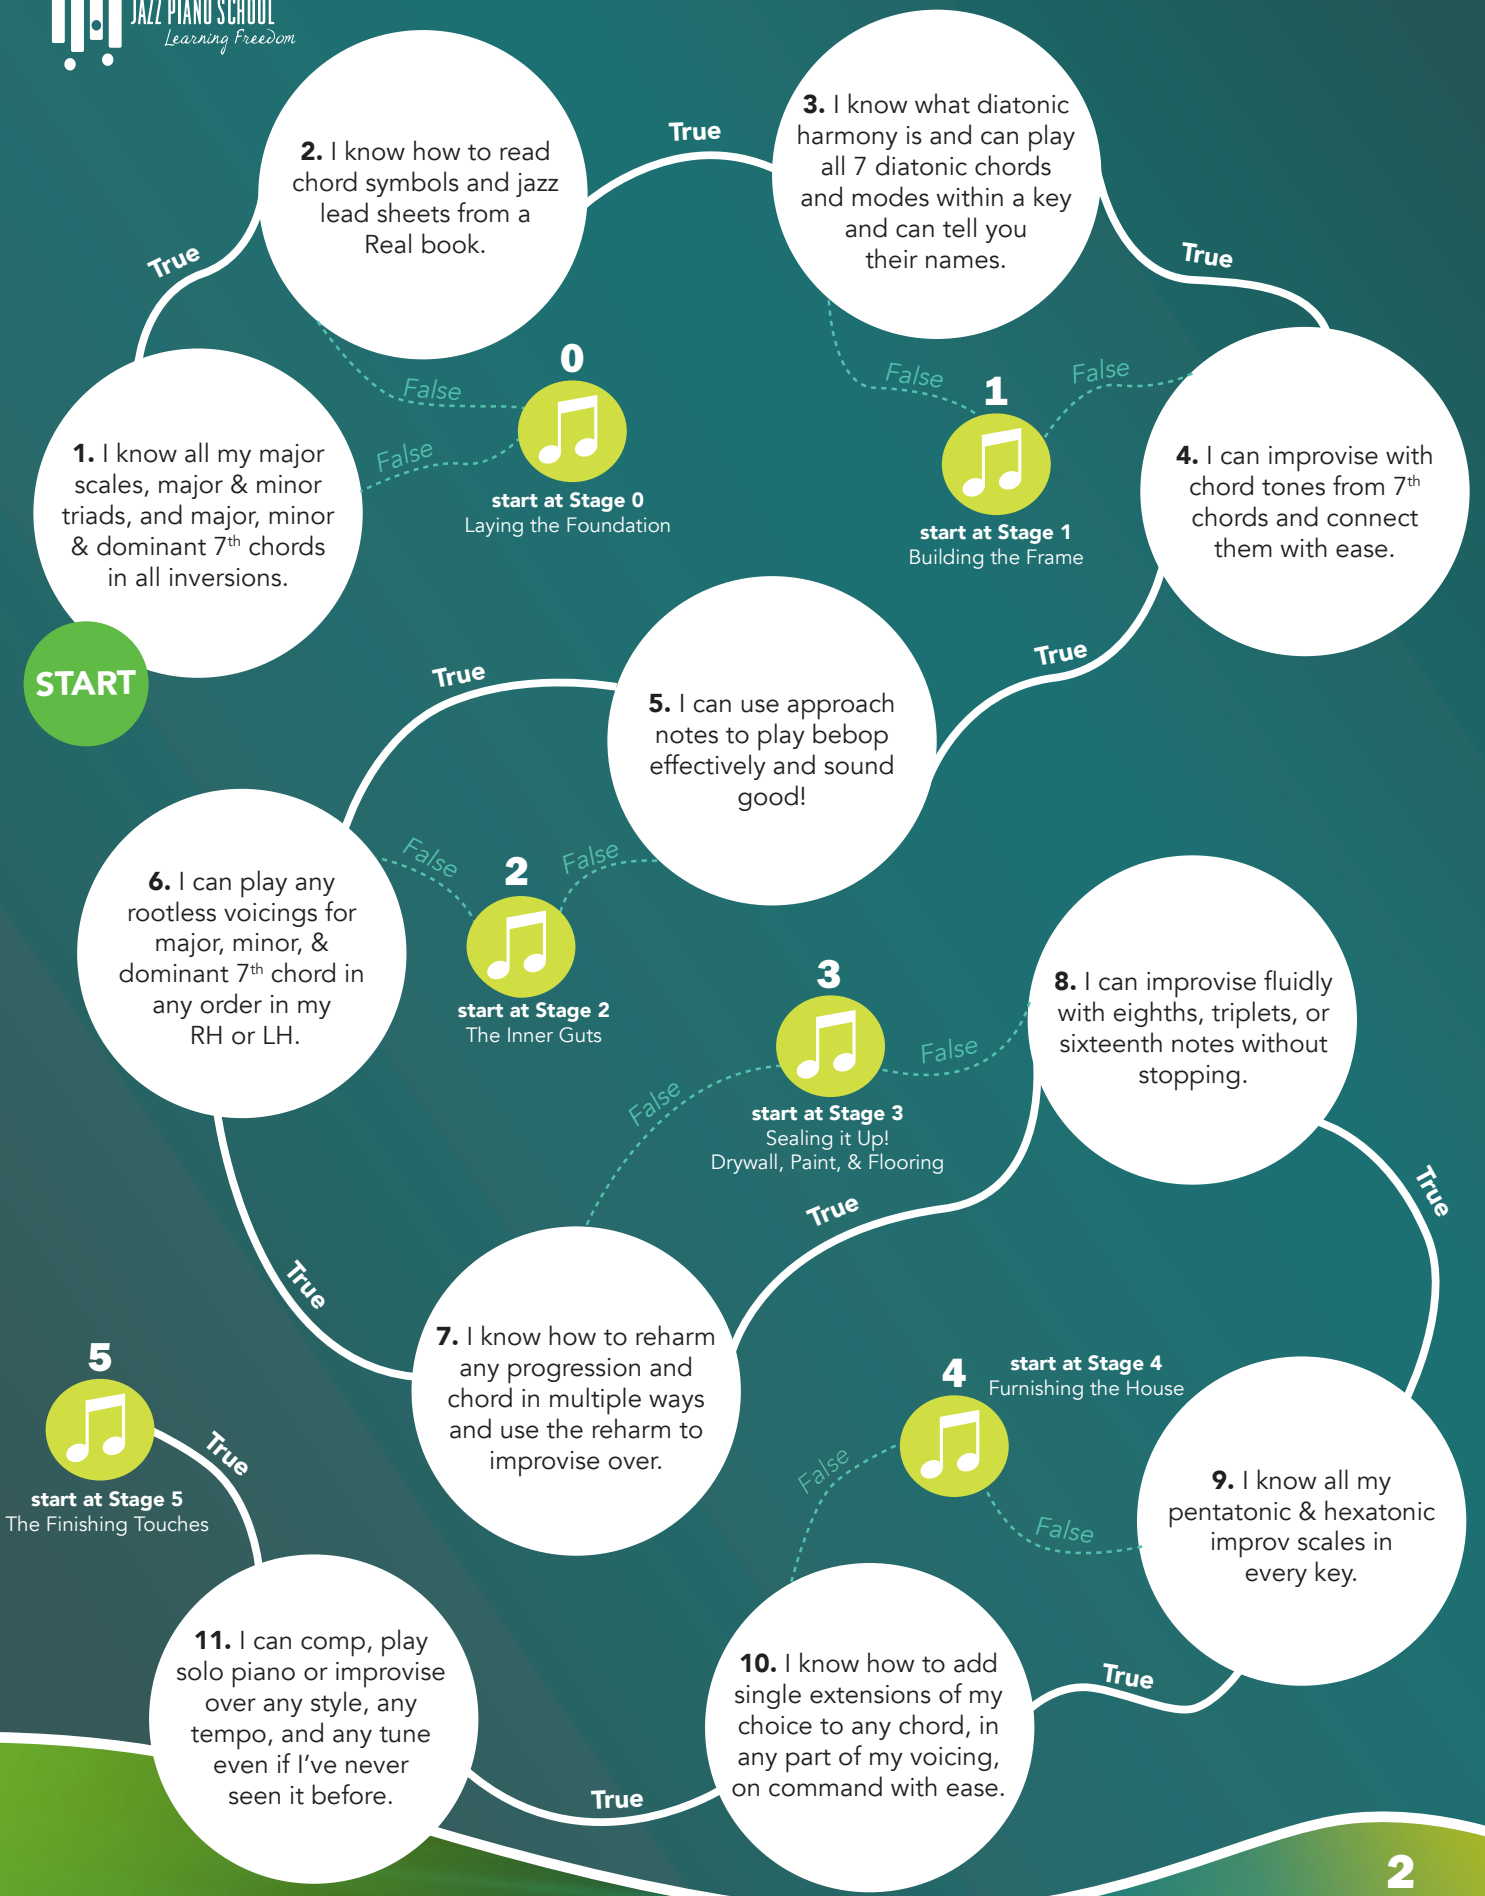 JAZZ PIANO SCHOOL
Learning Freedom
START
1. I know all my major
scales, major & minor
triads, and major, minor
& dominant 7th chords
in all inversions.
True
False
2. I know how to read
chord symbols and jazz
lead sheets from a
Real book.
True
False
0
start at Stage 0
Laying the Foundation
3. I know what diatonic
harmony is and can play
all 7 diatonic chords
and modes within a key
and can tell you
their names.
True
False
1
start at Stage 1
Building the Frame
False
4. I can improvise with
chord tones from 7th
chords and connect
them with ease.
True
5. I can use approach
notes to play bebop
effectively and sound
good!
True
False
2
start at Stage 2
The Inner Guts
False
6. I can play any
rootless voicings for
major, minor, &
dominant 7th chord in
any order in my
RH or LH.
True
7. I know how to reharm
any progression and
chord in multiple ways
and use the reharm to
improvise over.
True
False
3
start at Stage 3
Sealing it Up!
Drywall, Paint, & Flooring
False
8. I can improvise fluidly
with eighths, triplets, or
sixteenth notes without
stopping.
True
9. I know all my
pentatonic & hexatonic
improv scales in
every key.
True
False
4
start at Stage 4
Furnishing the House
False
10. I know how to add
single extensions of my
choice to any chord, in
any part of my voicing,
on command with ease.
True
11. I can comp, play
solo piano or improvise
over any style, any
tempo, and any tune
even if I've never
seen it before.
True
5
start at Stage 5
The Finishing Touches
2